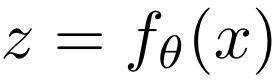 z = f_θ(x)